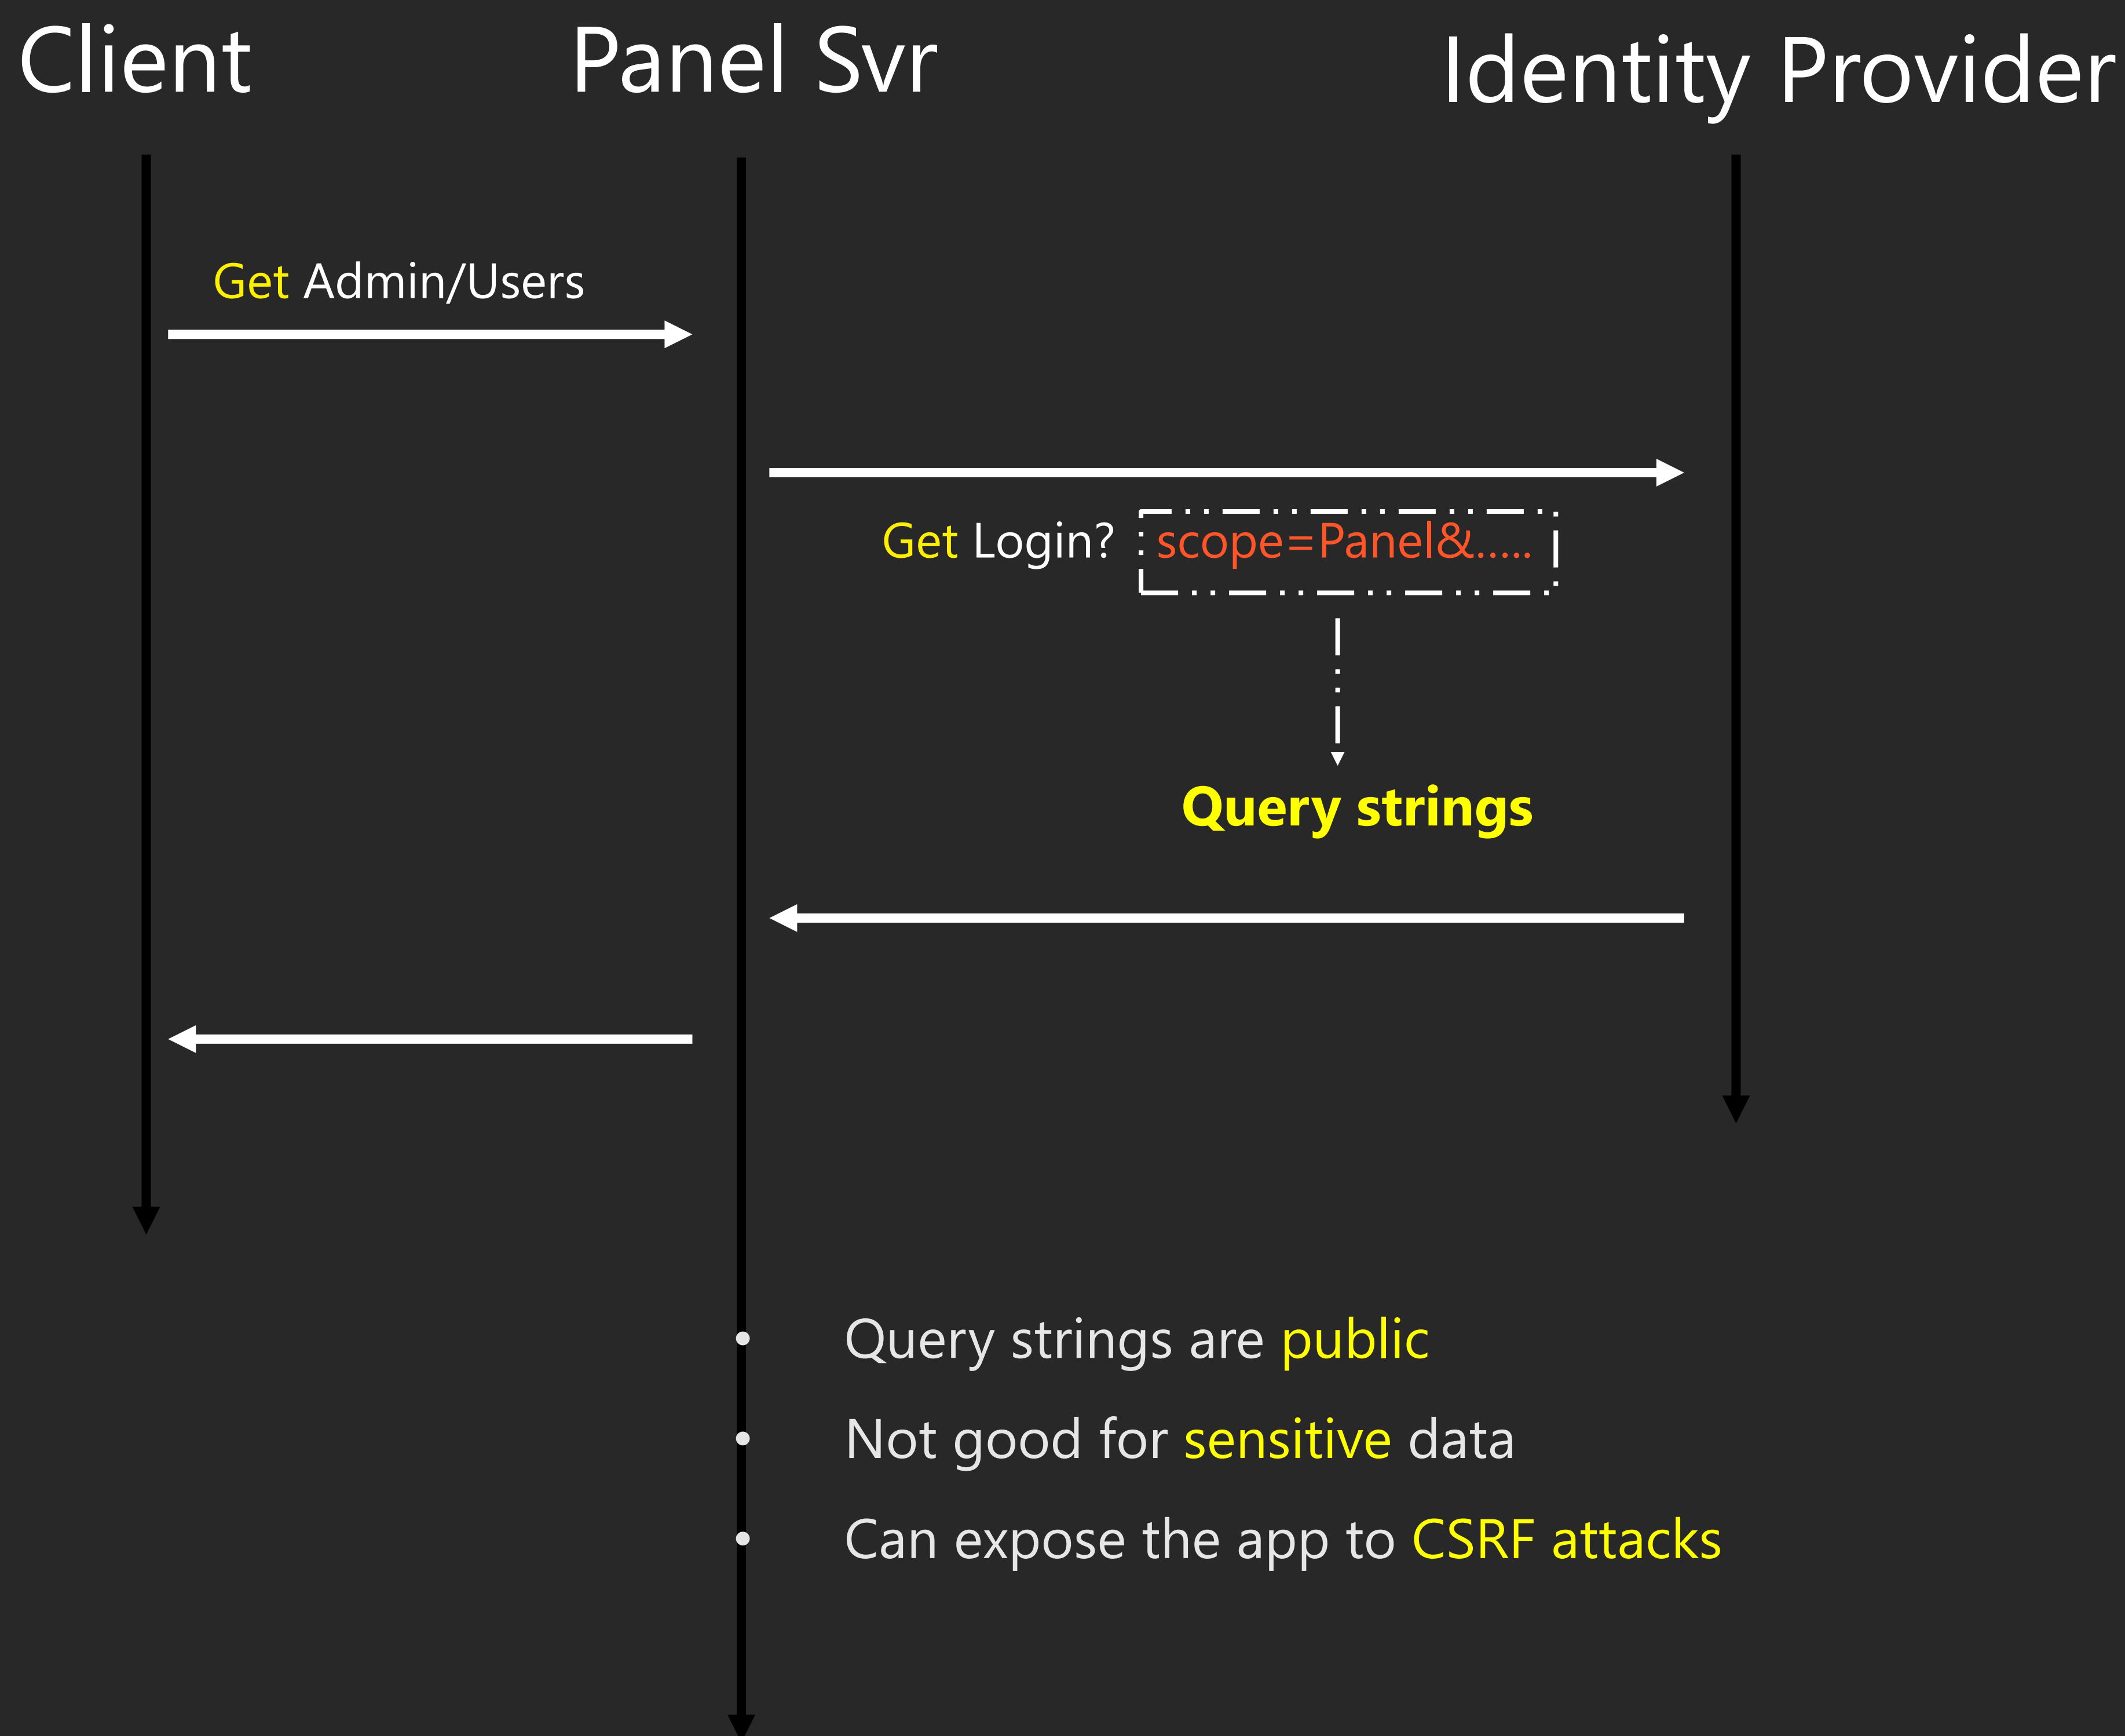 Client
Panel Svr
Identity Provider
Get Admin/Users
Get Login? scope=Panel&.....
Query strings
Query strings are public
Not good for sensitive data
Can expose the app to CSRF attacks